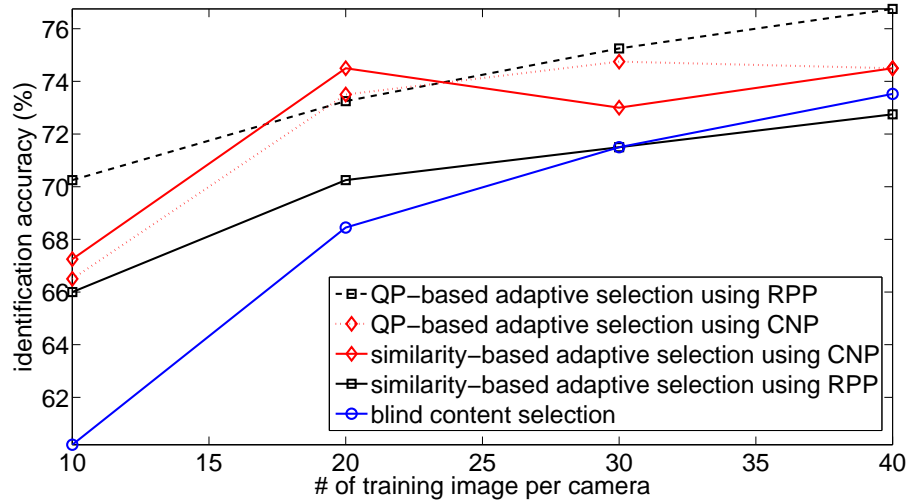 identification accuracy (%)
76
74
72
70
68
66
64
62
QP−based adaptive selection using RPP
QP−based adaptive selection using CNP
similarity−based adaptive selection using CNP
similarity−based adaptive selection using RPP
blind content selection
10 15 20 25 30 35 40
# of training image per camera